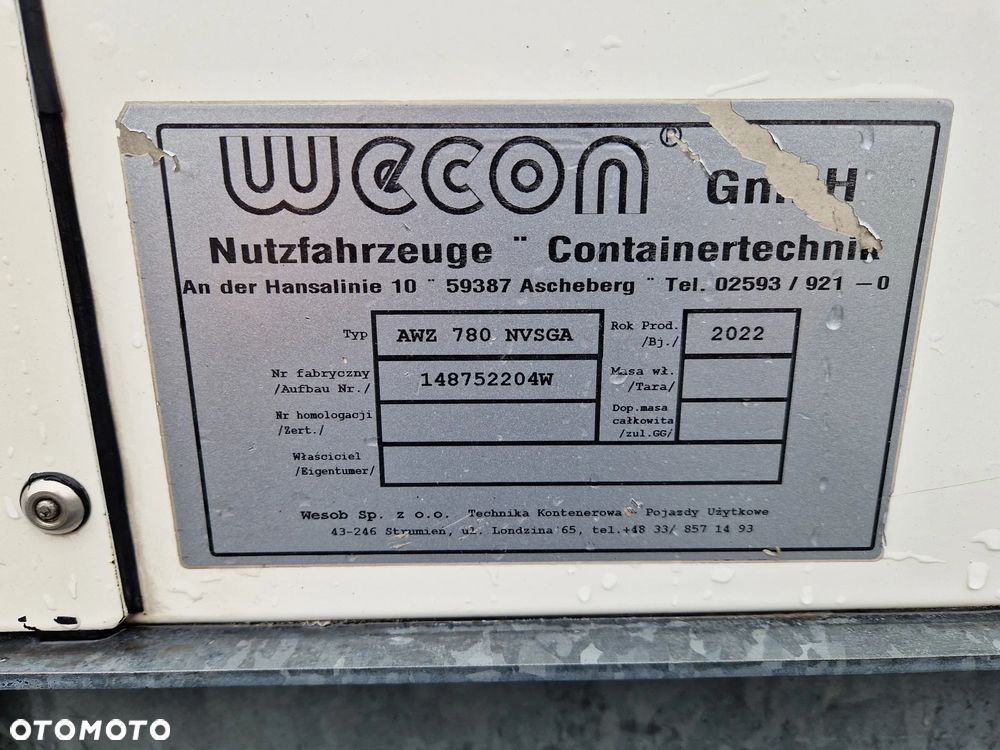 wecon® GmbH
Nutzfahrzeuge ¨ Containertechnik
An der Hansalinie 10 ¨ 59387 Ascheberg ¨ Tel. 02593 / 921 — 0
Typ AWZ 780 NVSGA Rok Prod. /Bj./ 2022
Nr fabryczny /Aufbau Nr./ 148752204W Masa wł. /Tara/
Nr homologacji /Zert./ Dop.masa całkowita /zul.GG/
Właściciel /Eigentumer/
Wesob Sp. z o.o. Technika Kontenerowa - Pojazdy Użytkowe
43-246 Strumień, ul. Londzina 65, tel.+48 33/ 857 14 93
OTOMOTO